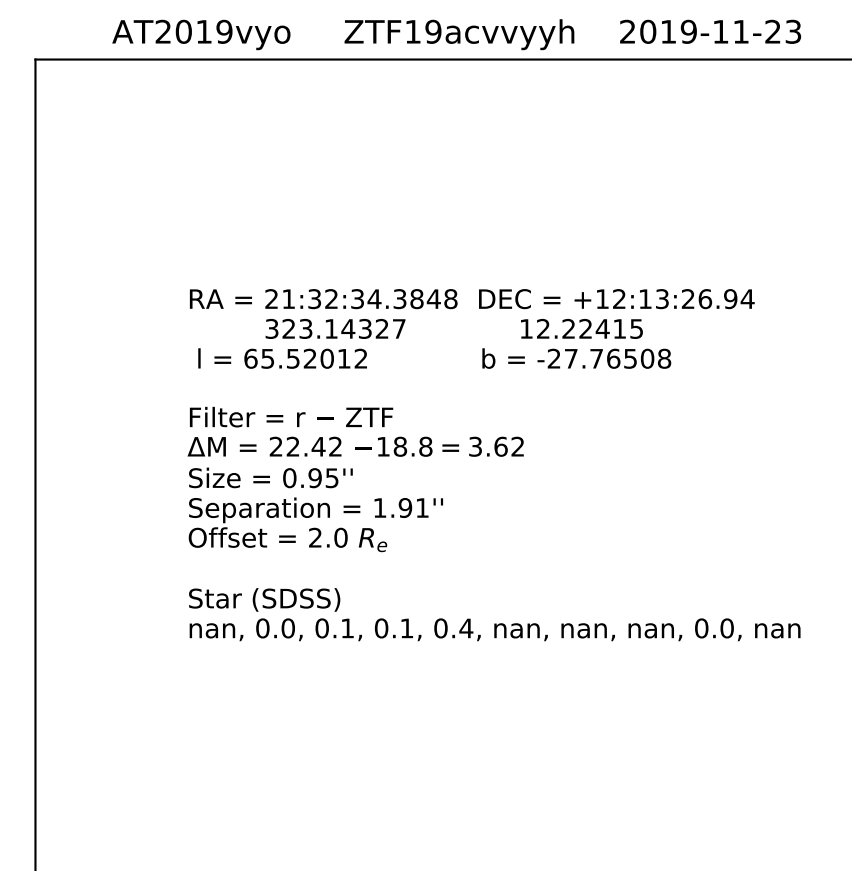 AT2019vyo ZTF19acvvyyh 2019-11-23
RA = 21:32:34.3848 DEC = +12:13:26.94
323.14327 12.22415
l = 65.52012 b = -27.76508
Filter = r − ZTF
ΔM = 22.42 −18.8 = 3.62
Size = 0.95''
Separation = 1.91''
Offset = 2.0 Re
Star (SDSS)
nan, 0.0, 0.1, 0.1, 0.4, nan, nan, nan, 0.0, nan